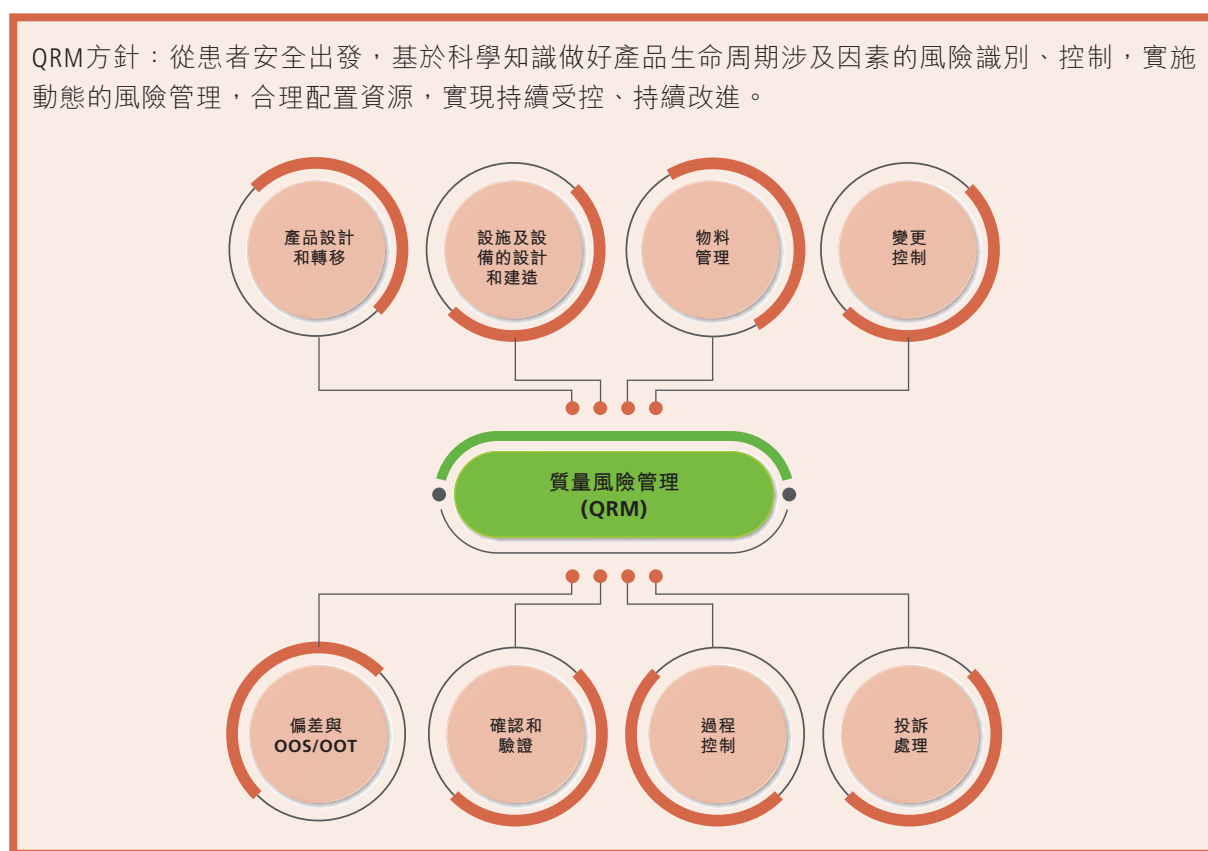 QRM方針：從患者安全出發，基於科學知識做好產品生命周期涉及因素的風險識別、控制，實施
動態的風險管理，合理配置資源，實現持續受控、持續改進。
產品設計
和轉移
設施及設
備的設計
和建造
物料
管理
變更
控制
質量風險管理
(QRM)
偏差與
OOS/OOT
確認和
驗證
過程
控制
投訴
處理